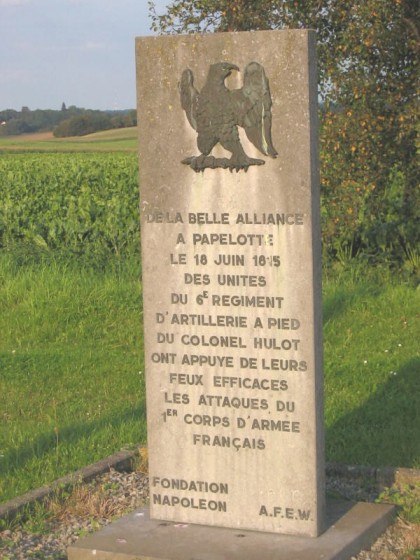 DE LA BELLE ALLIANCE
A PAPELOTTE
LE 18 JUIN 1815
DES UNITES
DU 6E REGIMENT
D'ARTILLERIE A PIED
DU COLONEL HULOT
ONT APPUYE DE LEURS
FEUX EFFICACES
LES ATTAQUES DU
1ER CORPS D'ARMÉE
FRANÇAIS
FONDATION
NAPOLEON A.F.E.W.